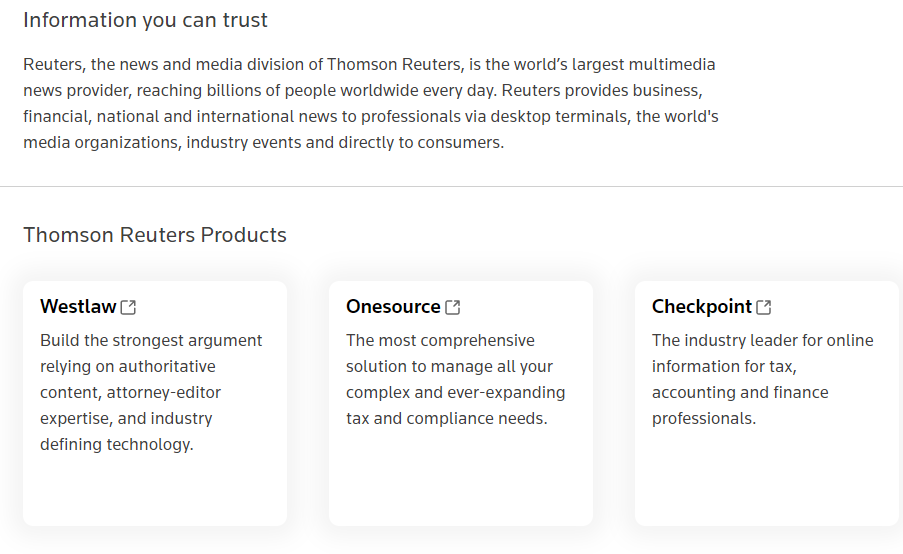 Information you can trust
Reuters, the news and media division of Thomson Reuters, is the world’s largest multimedia
news provider, reaching billions of people worldwide every day. Reuters provides business,
financial, national and international news to professionals via desktop terminals, the world's
media organizations, industry events and directly to consumers.
Thomson Reuters Products
Westlaw
Build the strongest argument
relying on authoritative
content, attorney-editor
expertise, and industry
defining technology.
Onesource
The most comprehensive
solution to manage all your
complex and ever-expanding
tax and compliance needs.
Checkpoint
The industry leader for online
information for tax,
accounting and finance
professionals.